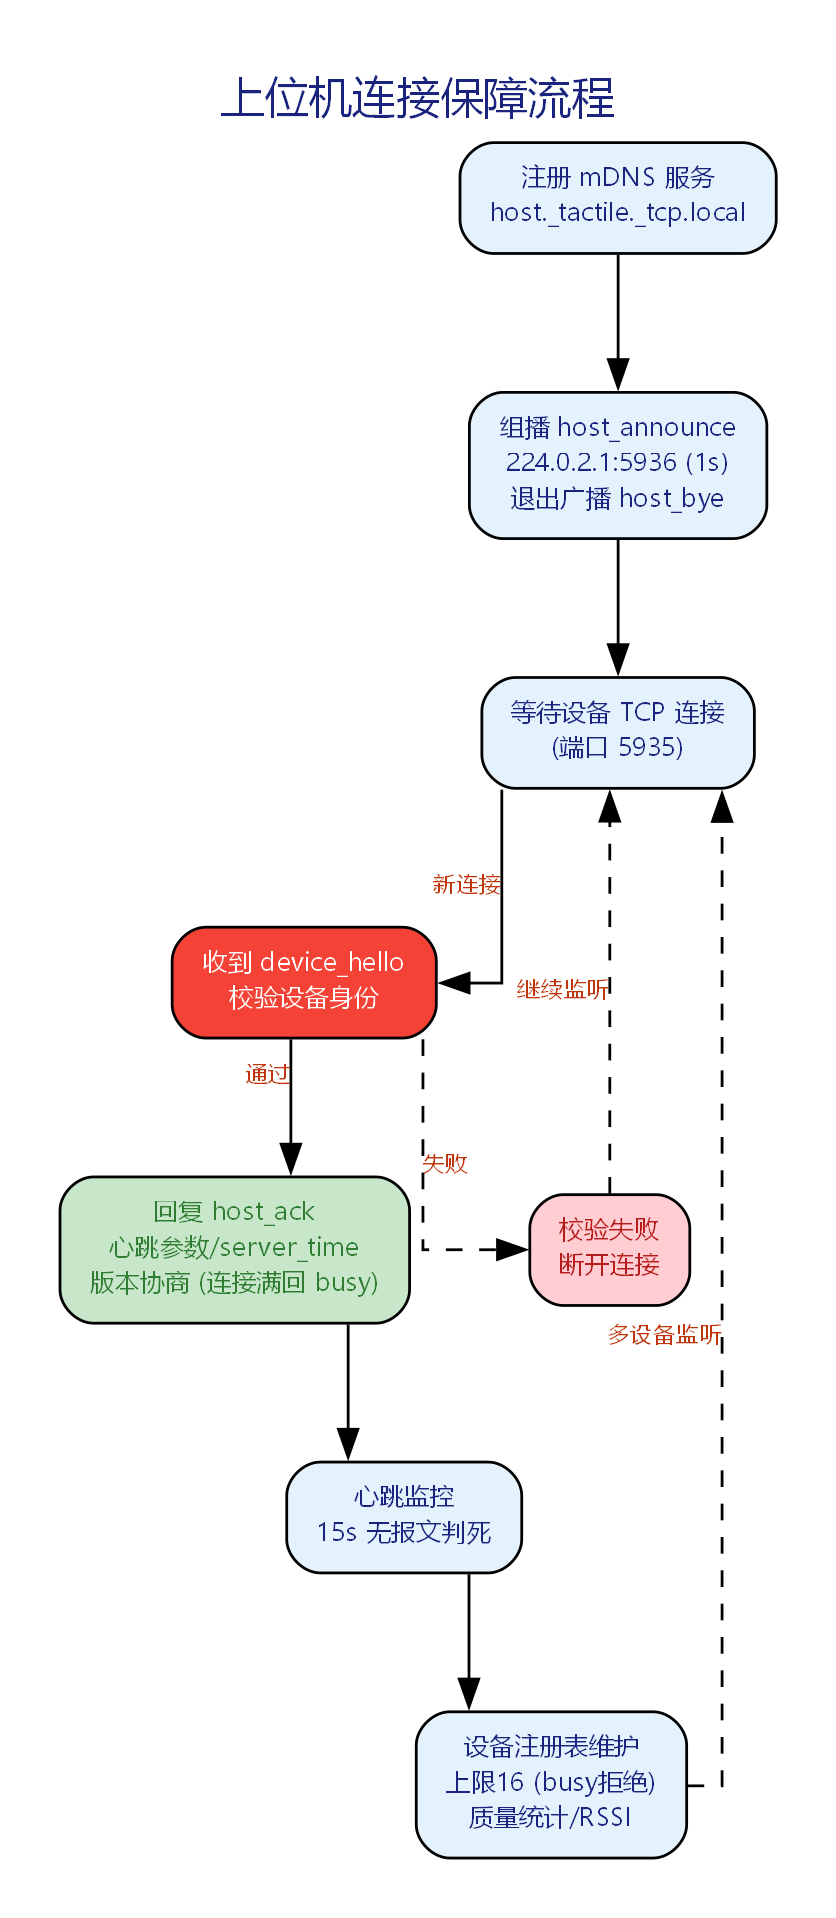 上位机连接保障流程
注册 mDNS 服务
host._tactile._tcp.local
组播 host_announce
224.0.2.1:5936 (1s)
退出广播 host_bye
等待设备 TCP 连接
(端口 5935)
新连接
收到 device_hello
校验设备身份
继续监听
通过
失败
回复 host_ack
心跳参数/server_time
版本协商 (连接满回 busy)
校验失败
断开连接
多设备监听
心跳监控
15s 无报文判死
设备注册表维护
上限16 (busy拒绝)
质量统计/RSSI